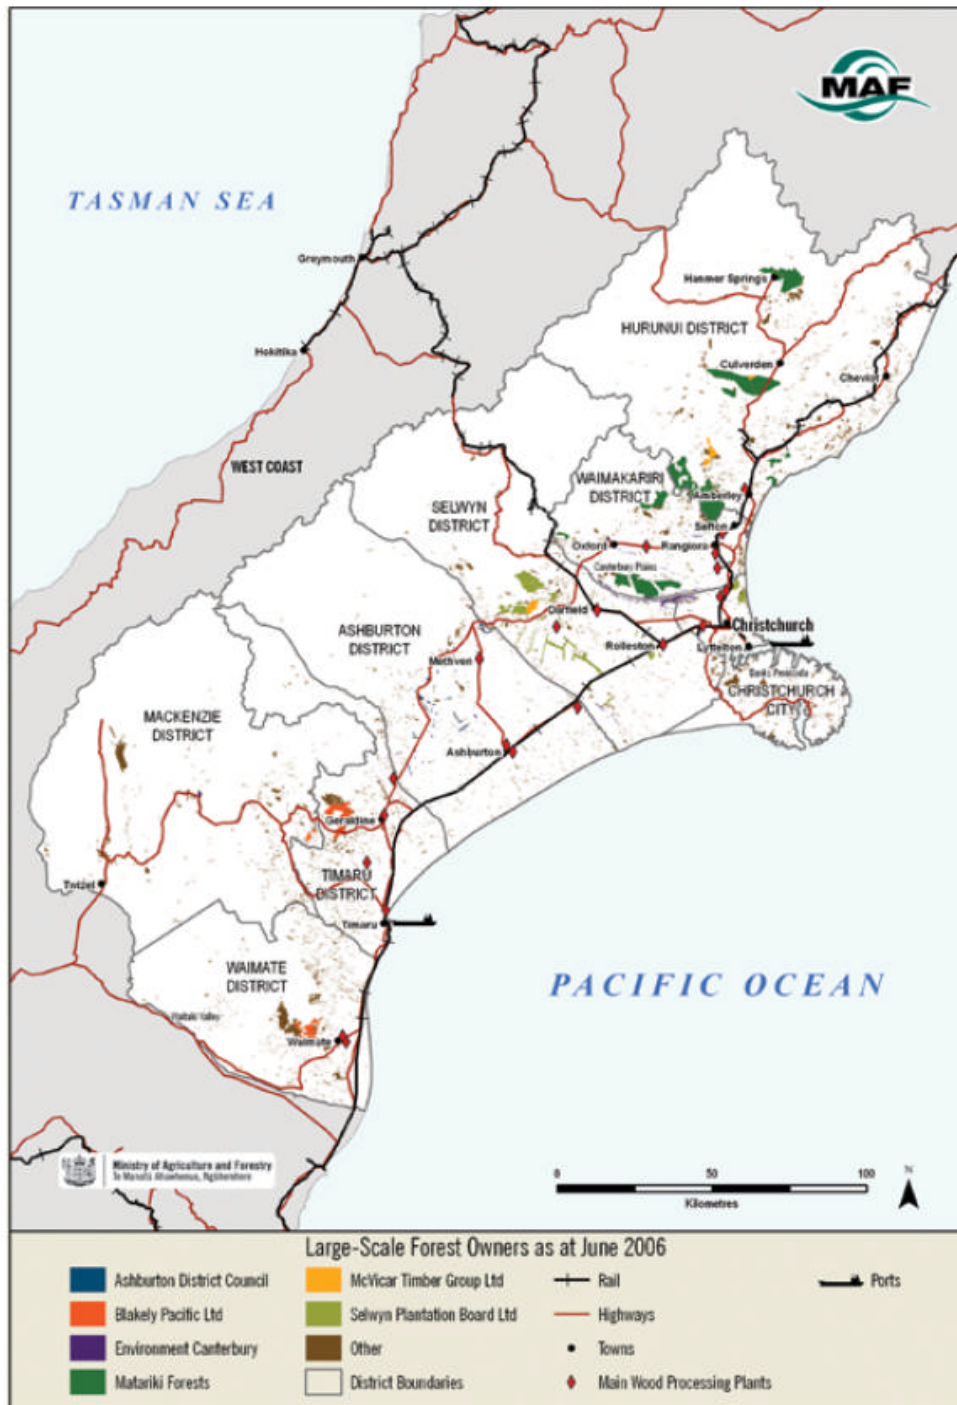 MAF
TASMAN SEA
Greymouth
Hanmer Springs
HURUNUI DISTRICT
Hokitika
Culverden
Cheviot
WEST COAST
WAIMAKARIRI
DISTRICT
SELWYN
DISTRICT
Amberley
Sefton
Oxford
Rangiora
Canterbury Plains
Darfield
Christchurch
ASHBURTON
DISTRICT
Rolleston
Lyttelton
Methven
Banks Peninsula
CHRISTCHURCH
CITY
MACKENZIE
DISTRICT
Ashburton
Geraldine
TIMARU
DISTRICT
Twizel
Timaru
WAIMATE
DISTRICT
PACIFIC OCEAN
Waitaki Valley
Waimate
Ministry of Agriculture and Forestry
Te Manatū Ahuwhenua, Ngāherehere
0 50 100
Kilometres
N
Large-Scale Forest Owners as at June 2006
Ashburton District Council
Blakely Pacific Ltd
Environment Canterbury
Matariki Forests
McVicar Timber Group Ltd
Selwyn Plantation Board Ltd
Other
District Boundaries
Rail
Highways
Towns
Main Wood Processing Plants
Ports